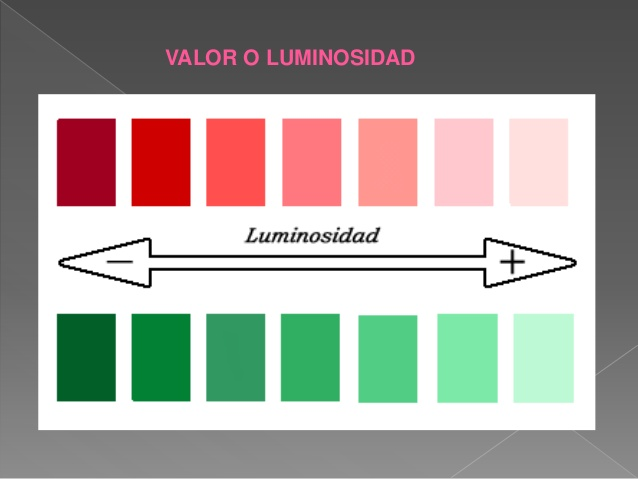 VALOR O LUMINOSIDAD
Luminosidad
− +